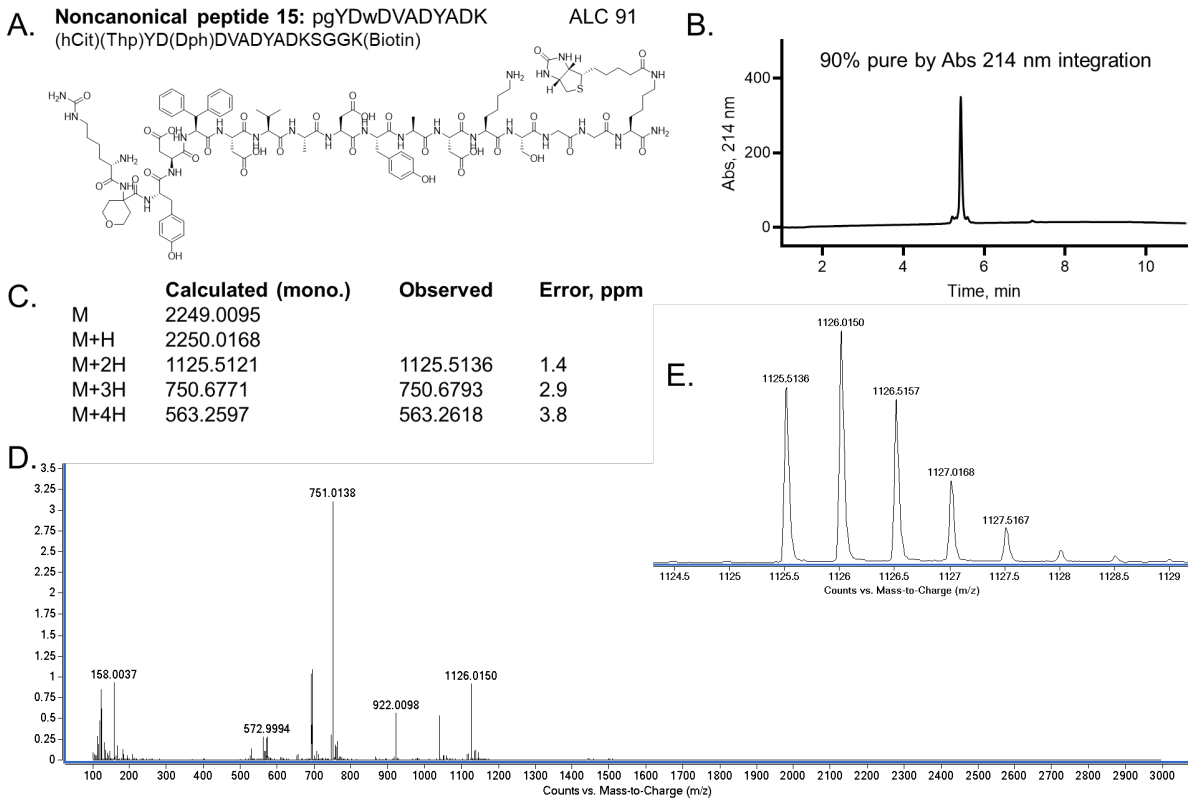 A.
Noncanonical peptide 15: pgYDwDVADYADK ALC 91
(hCit)(Thp)YD(Dph)DVADYADKSGGK(Biotin)
B.
90% pure by Abs 214 nm integration
Abs, 214 nm
400
200
0
2 4 6 8 10
Time, min
C.
Calculated (mono.) Observed Error, ppm
M 2249.0095
M+H 2250.0168
M+2H 1125.5121 1125.5136 1.4
M+3H 750.6771 750.6793 2.9
M+4H 563.2597 563.2618 3.8
D.
3.5
3.25
3
2.75
2.5
2.25
2
1.75
1.5
1.25
1
0.75
0.5
0.25
0
751.0138
158.0037
572.9994
922.0098
1126.0150
100 200 300 400 500 600 700 800 900 1000 1100 1200 1300 1400 1500 1600 1700 1800 1900 2000 2100 2200 2300 2400 2500 2600 2700 2800 2900 3000
Counts vs. Mass-to-Charge (m/z)
E.
1126.0150
1125.5136
1126.5157
1127.0168
1127.5167
1124.5 1125 1125.5 1126 1126.5 1127 1127.5 1128 1128.5 1129
Counts vs. Mass-to-Charge (m/z)